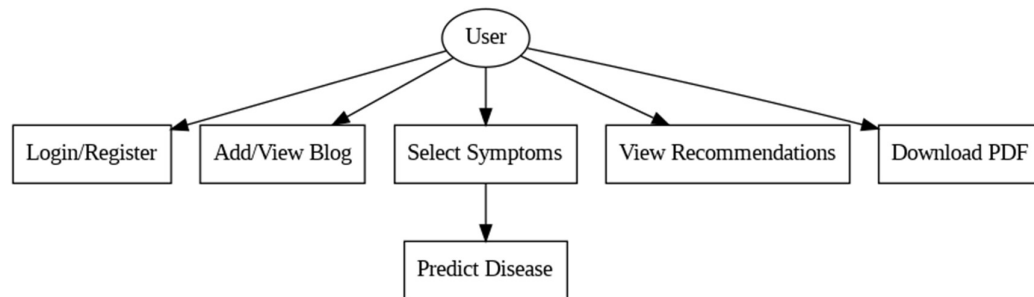 User
Login/Register
Add/View Blog
Select Symptoms
View Recommendations
Download PDF
Predict Disease